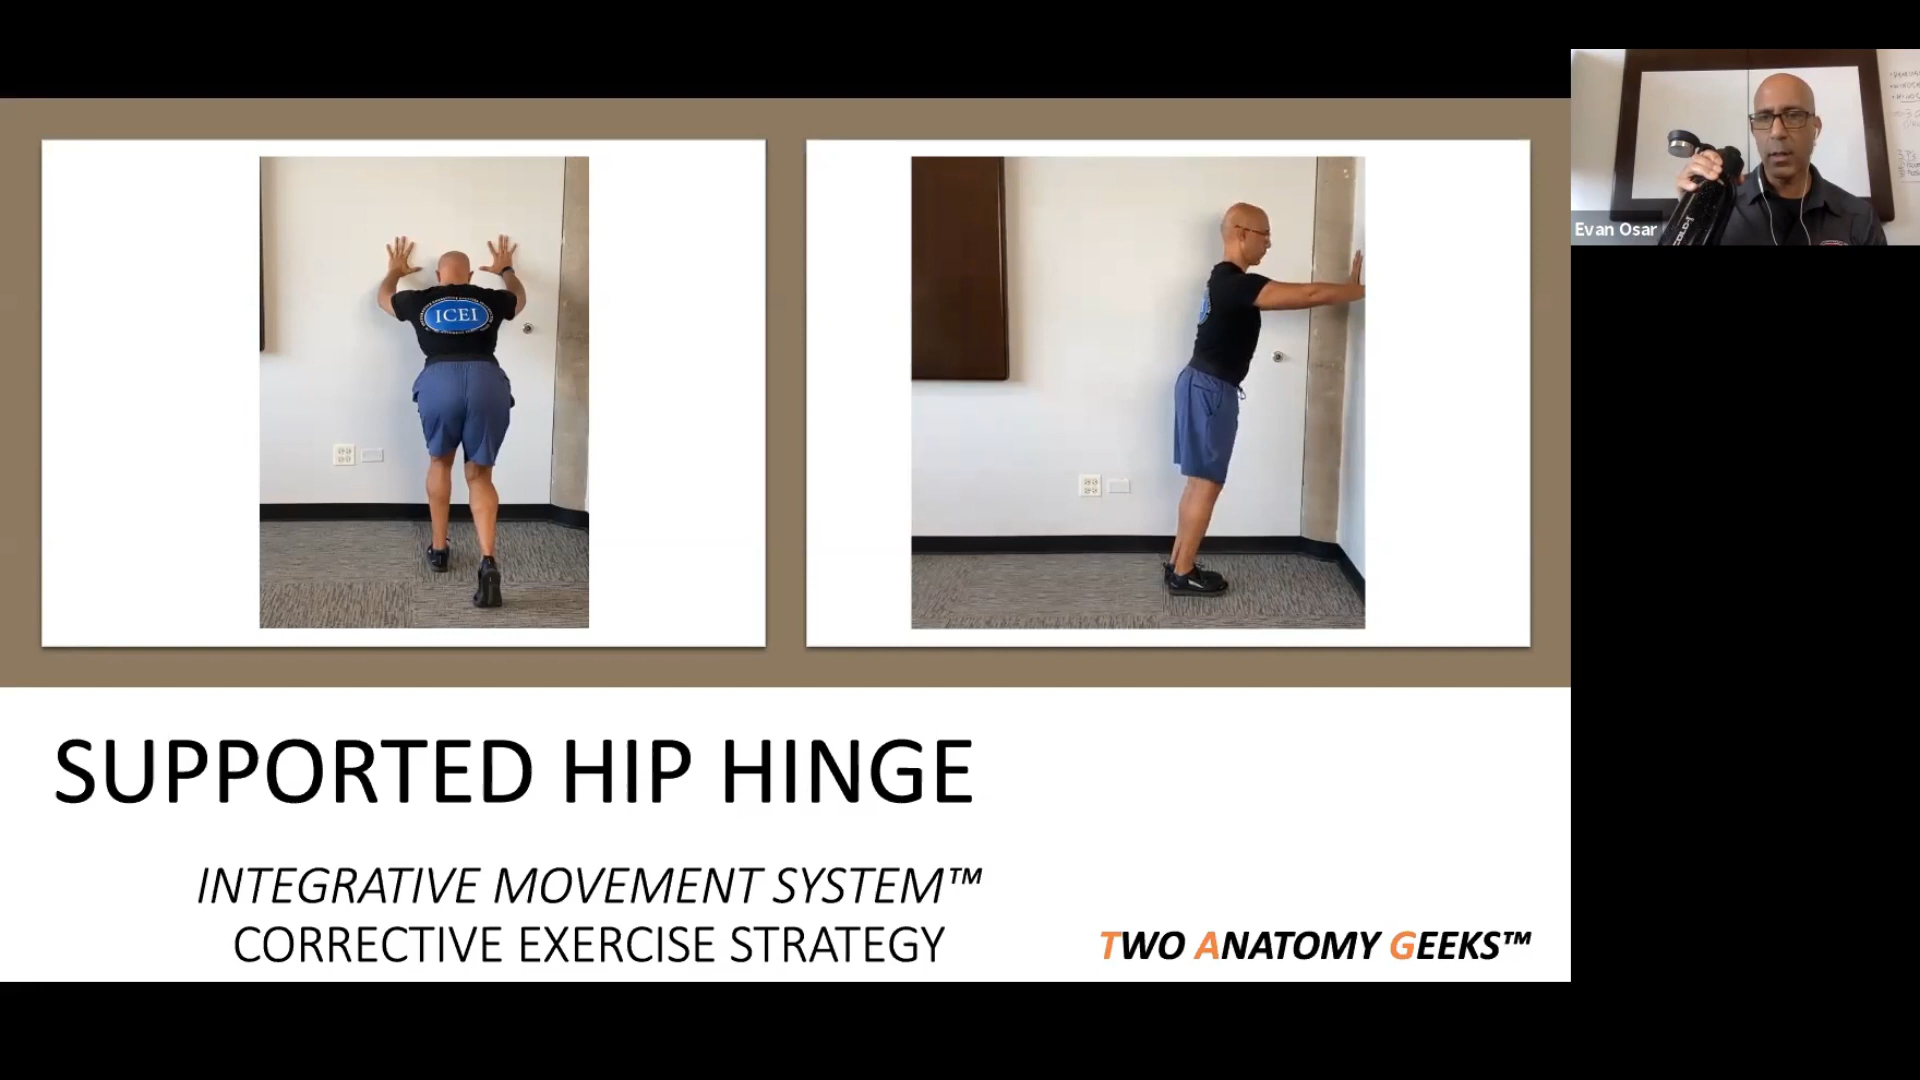 ICEI
Evan Osar
SUPPORTED HIP HINGE
INTEGRATIVE MOVEMENT SYSTEM™
CORRECTIVE EXERCISE STRATEGY
TWO ANATOMY GEEKS™